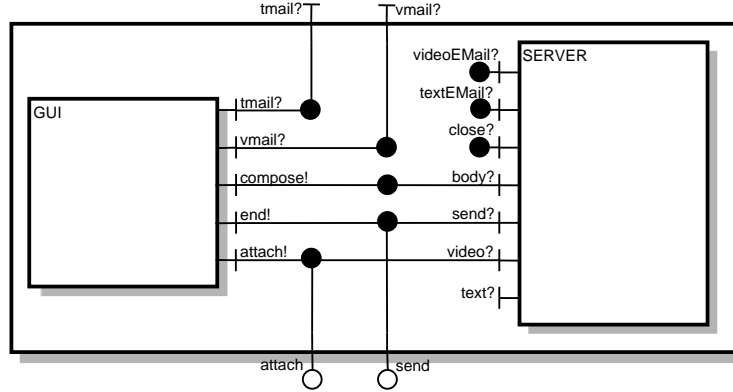 tmail?
vmail?
videoEMail?
SERVER
textEMail?
GUI
tmail?
close?
vmail?
compose!
body?
end!
send?
attach!
video?
text?
attach
send